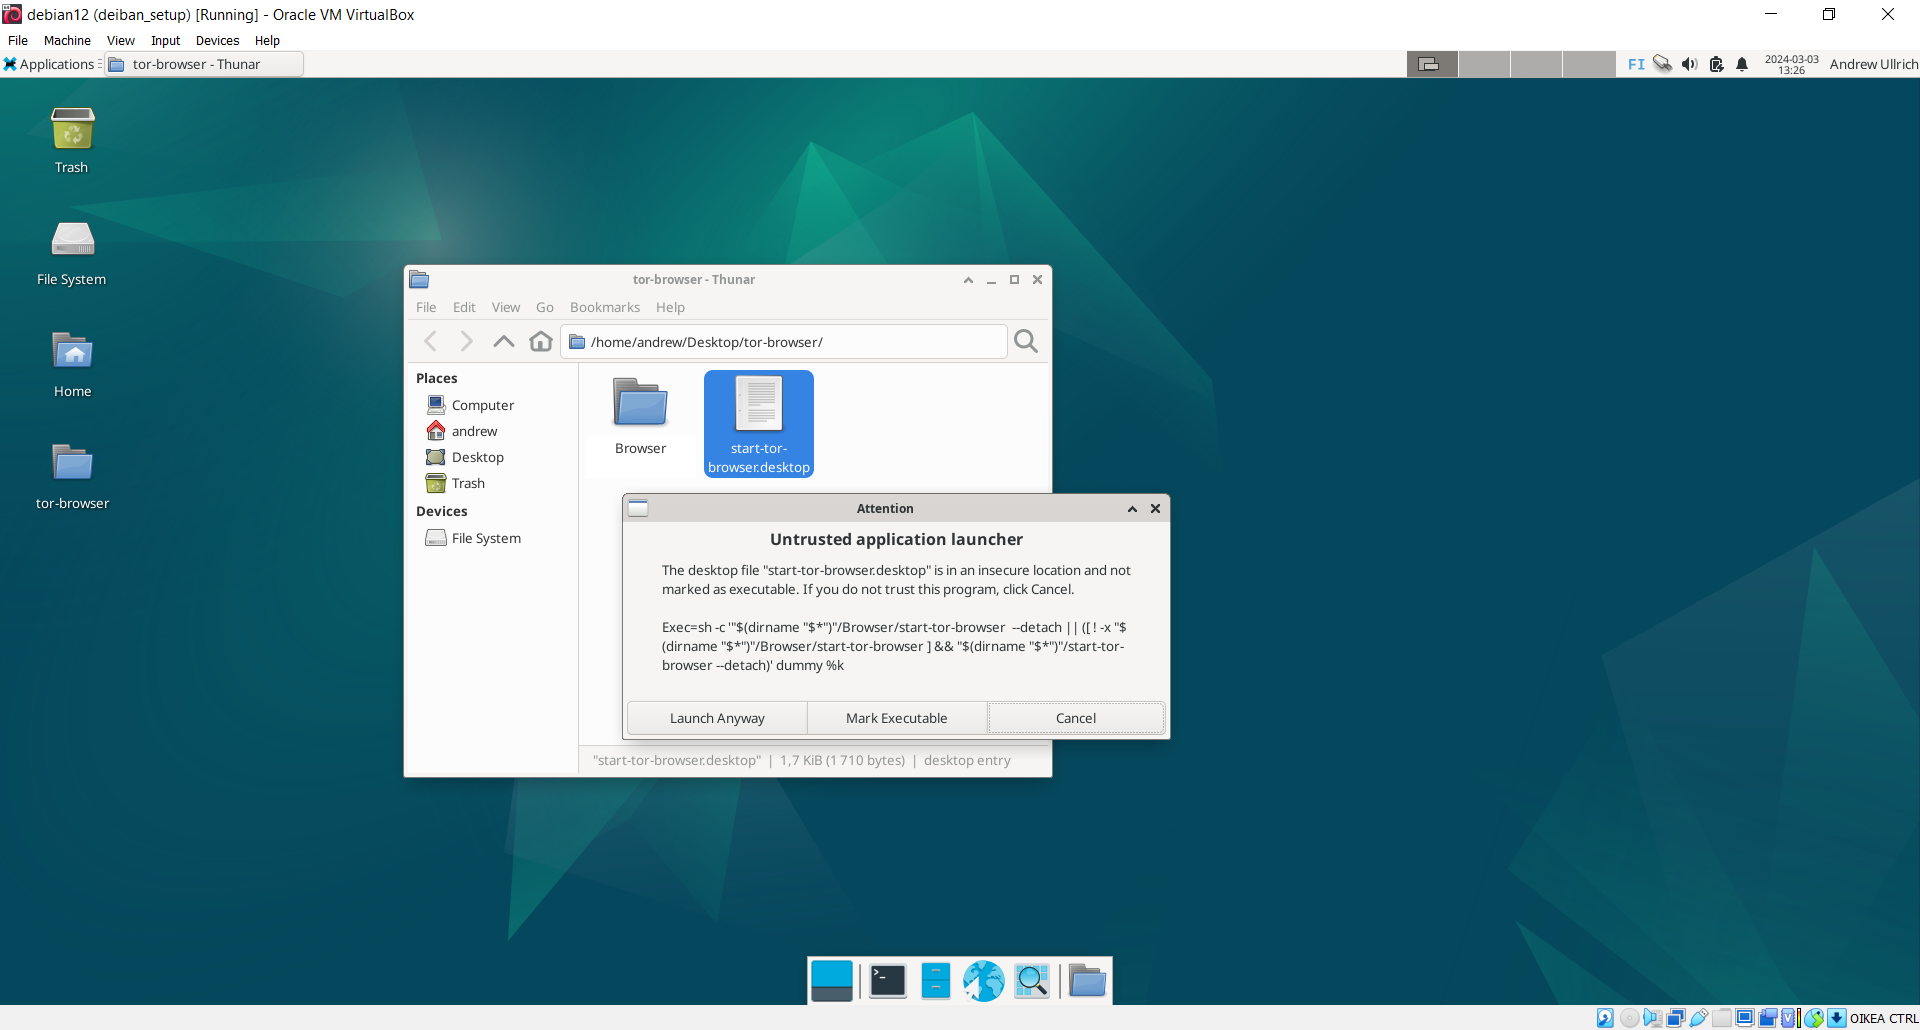 debian12 (deiban_setup) [Running] - Oracle VM VirtualBox
File Machine View Input Devices Help
Applications tor-browser - Thunar FI 2024-03-03 Andrew Ullrich
13:26
Trash
File System
Home
tor-browser
tor-browser - Thunar
File Edit View Go Bookmarks Help
/home/andrew/Desktop/tor-browser/
Places
Computer
andrew
Desktop
Trash
Devices
File System
Browser
start-tor-
browser.desktop
Attention
Untrusted application launcher
The desktop file "start-tor-browser.desktop" is in an insecure location and not
marked as executable. If you do not trust this program, click Cancel.
Exec=sh -c '"$(dirname "$*")"/Browser/start-tor-browser  --detach || ([ ! -x "$
(dirname "$*")"/Browser/start-tor-browser ] && "$(dirname "$*")"/start-tor-
browser --detach)' dummy %k
Launch Anyway Mark Executable Cancel
"start-tor-browser.desktop" | 1,7 KiB (1 710 bytes) | desktop entry
OIKEA CTRL